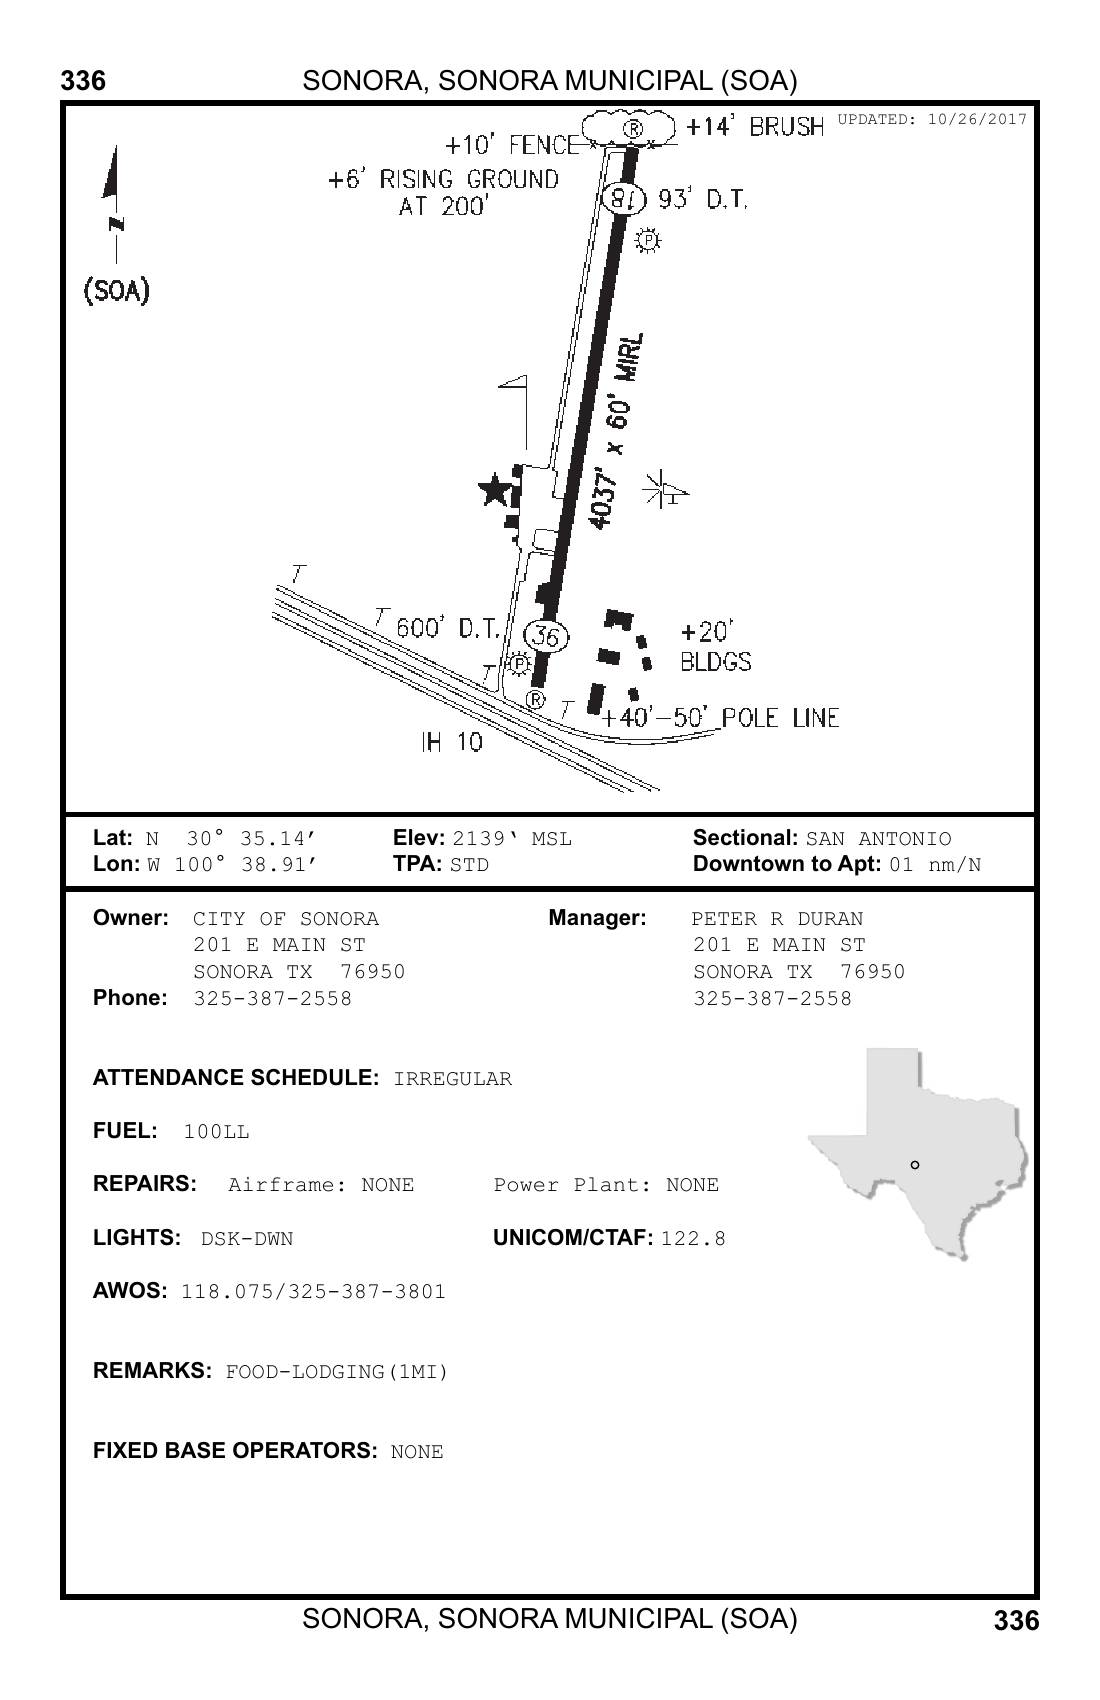 336 SONORA, SONORA MUNICIPAL (SOA)
UPDATED: 10/26/2017
R +14' BRUSH
+10' FENCE
+6' RISING GROUND
AT 200'
18 93' D.T.
P
N
(SOA)
4037' x 60' MIRL
T
T 600' D.T. 36
+20'
BLDGS
P
T
R T +40'-50' POLE LINE
IH 10
Lat: N 30° 35.14′ Elev: 2139‘ MSL Sectional: SAN ANTONIO
Lon: W 100° 38.91′ TPA: STD Downtown to Apt: 01 nm/N
Owner: CITY OF SONORA Manager: PETER R DURAN
201 E MAIN ST 201 E MAIN ST
SONORA TX 76950 SONORA TX 76950
Phone: 325-387-2558 325-387-2558
ATTENDANCE SCHEDULE: IRREGULAR
FUEL: 100LL
REPAIRS: Airframe: NONE Power Plant: NONE
LIGHTS: DSK-DWN UNICOM/CTAF: 122.8
AWOS: 118.075/325-387-3801
REMARKS: FOOD-LODGING(1MI)
FIXED BASE OPERATORS: NONE
SONORA, SONORA MUNICIPAL (SOA) 336